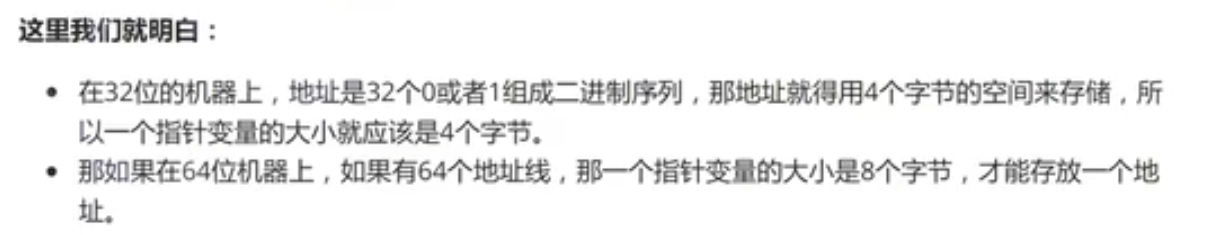 这里我们就明白：
• 在32位的机器上，地址是32个0或者1组成二进制序列，那地址就得用4个字节的空间来存储，所
以一个指针变量的大小就应该是4个字节。
• 那如果在64位机器上，如果有64个地址线，那一个指针变量的大小是8个字节，才能存放一个地
址。